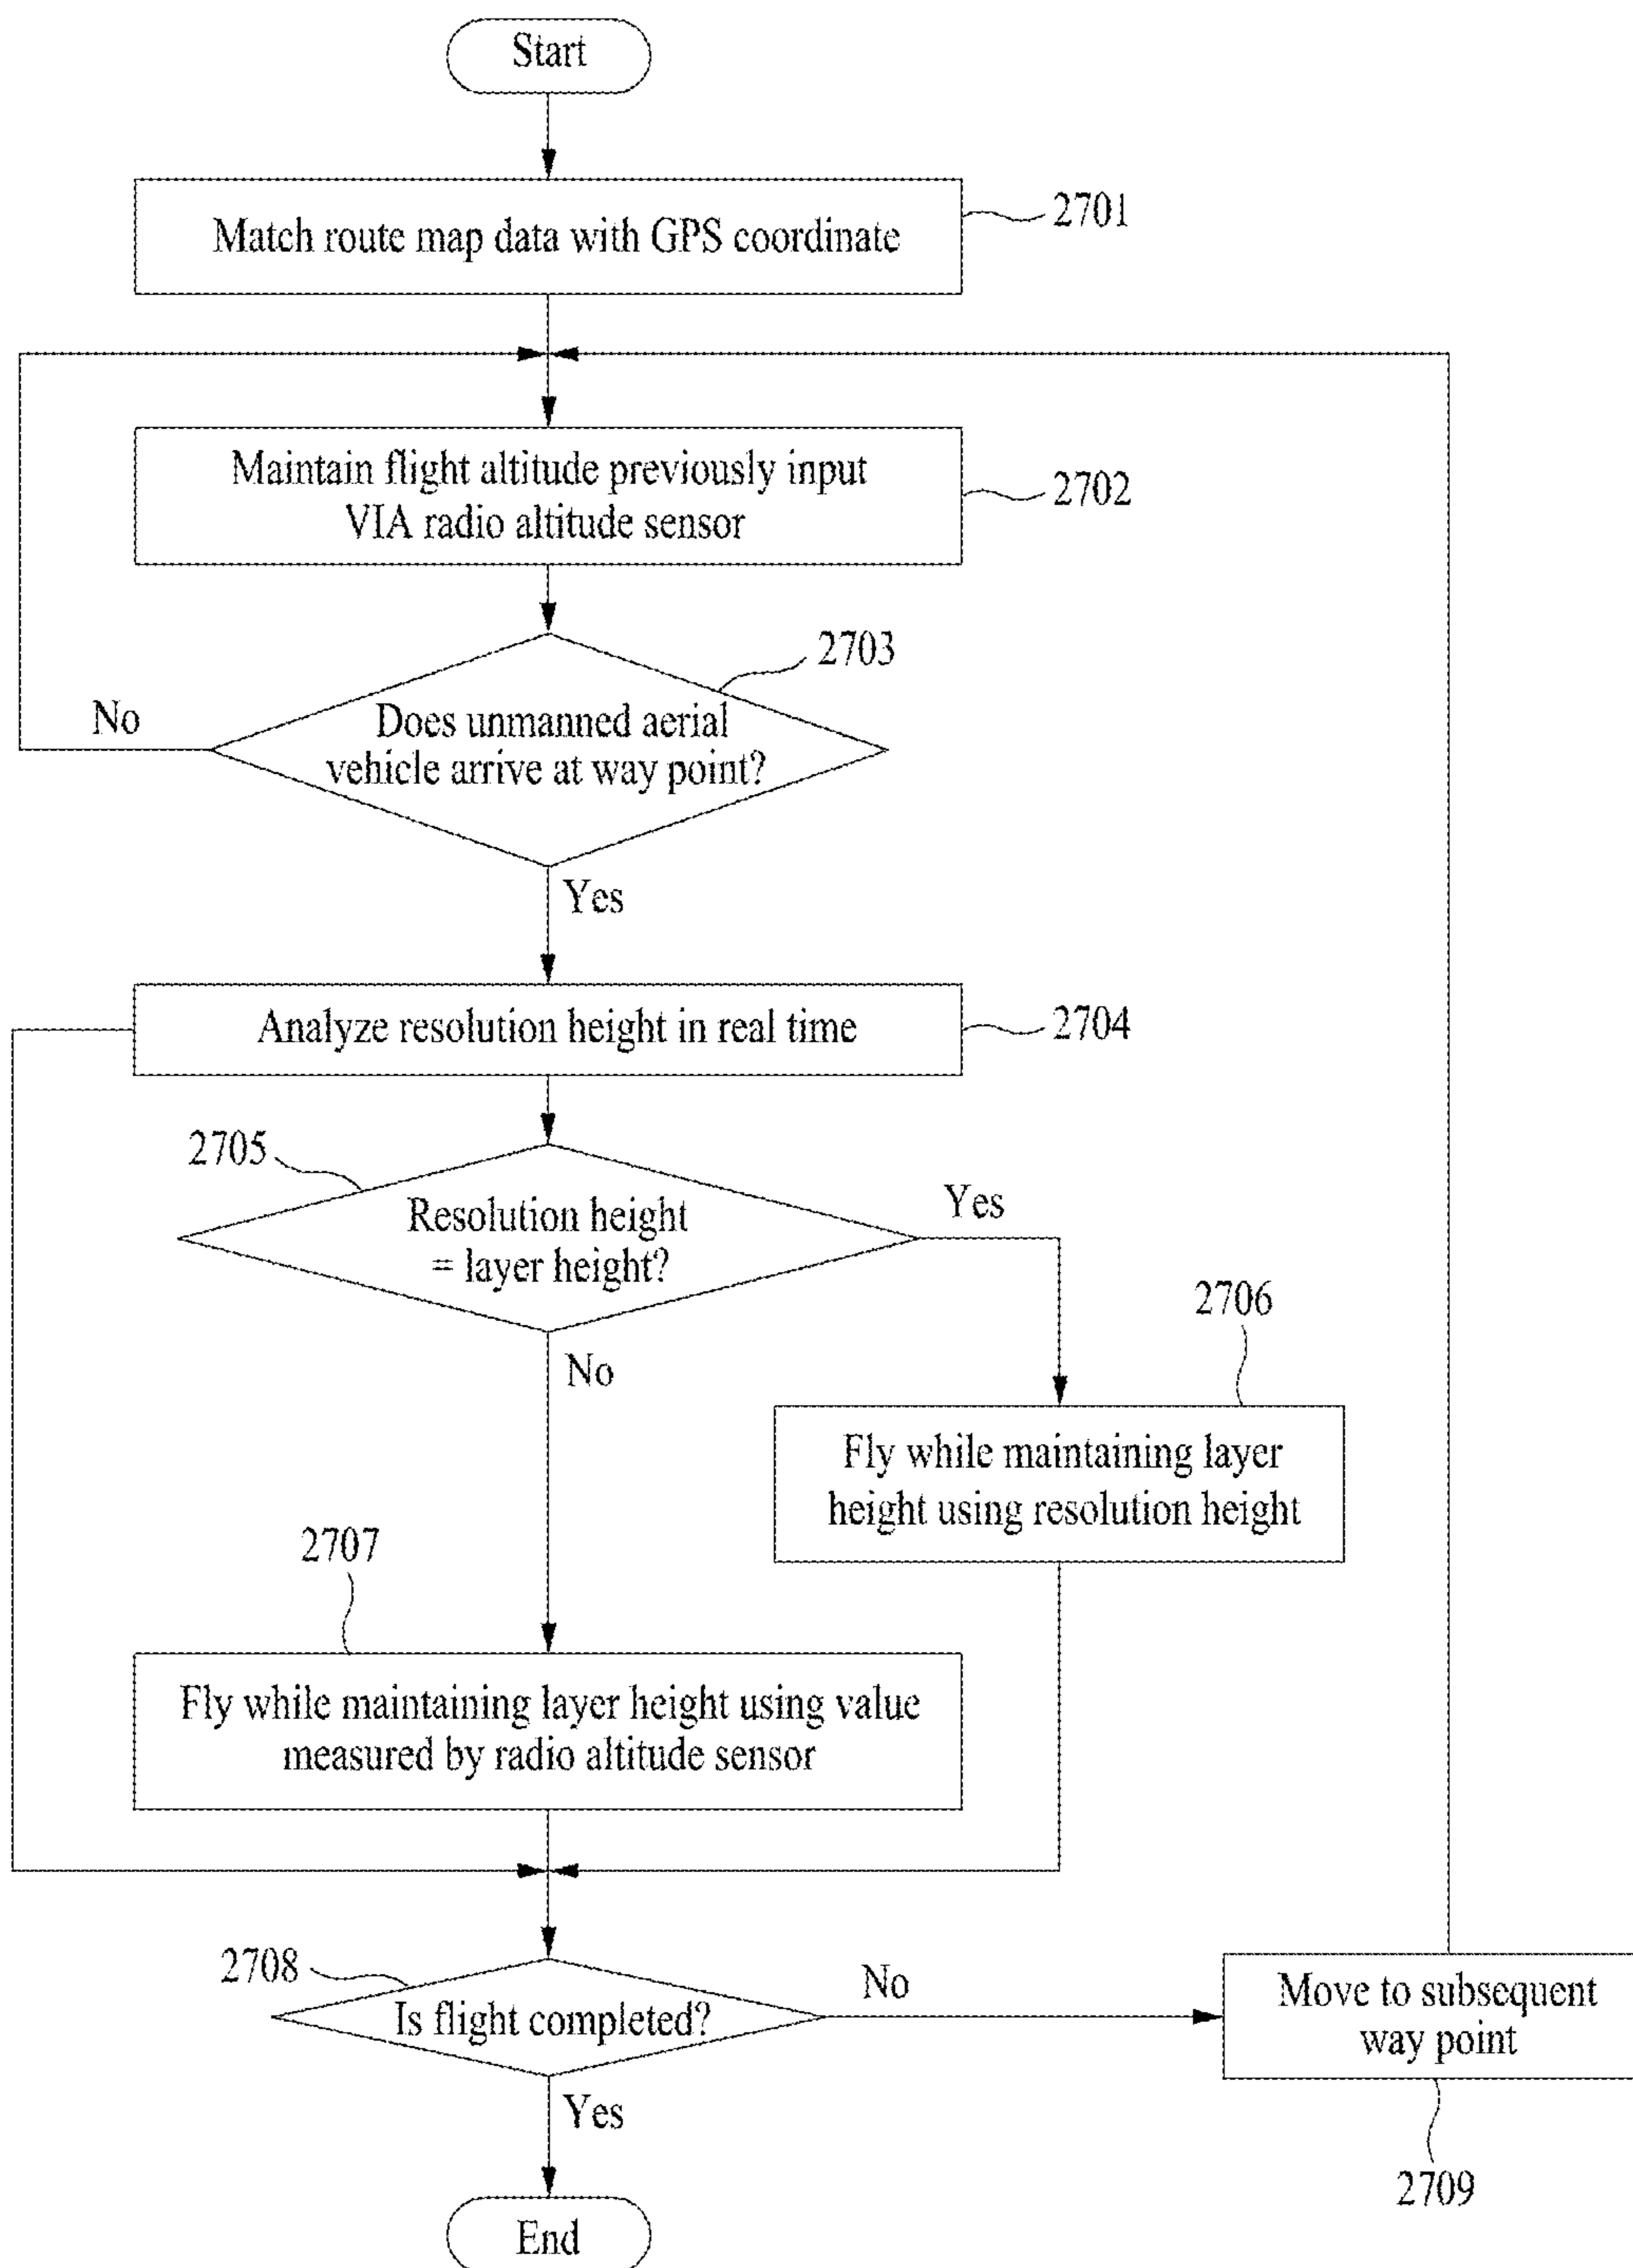 Start
Match route map data with GPS coordinate
2701
Maintain flight altitude previously input
VIA radio altitude sensor
2702
2703
Does unmanned aerial
vehicle arrive at way point?
No
Yes
Analyze resolution height in real time
2704
2705
Resolution height
= layer height?
Yes
No
2706
Fly while maintaining layer
height using resolution height
2707
Fly while maintaining layer height using value
measured by radio altitude sensor
2708
Is flight completed?
No
Move to subsequent
way point
2709
Yes
End